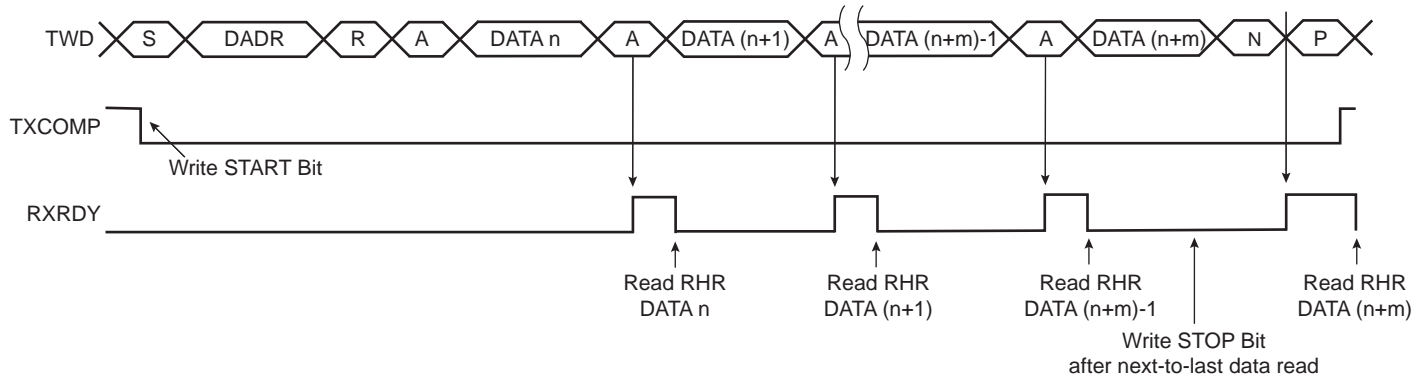 TWD S DADR R A DATA n A DATA (n+1) A DATA (n+m)-1 A DATA (n+m) N P
TXCOMP
Write START Bit
RXRDY
Read RHR
DATA n
Read RHR
DATA (n+1)
Read RHR
DATA (n+m)-1
Read RHR
DATA (n+m)
Write STOP Bit
after next-to-last data read